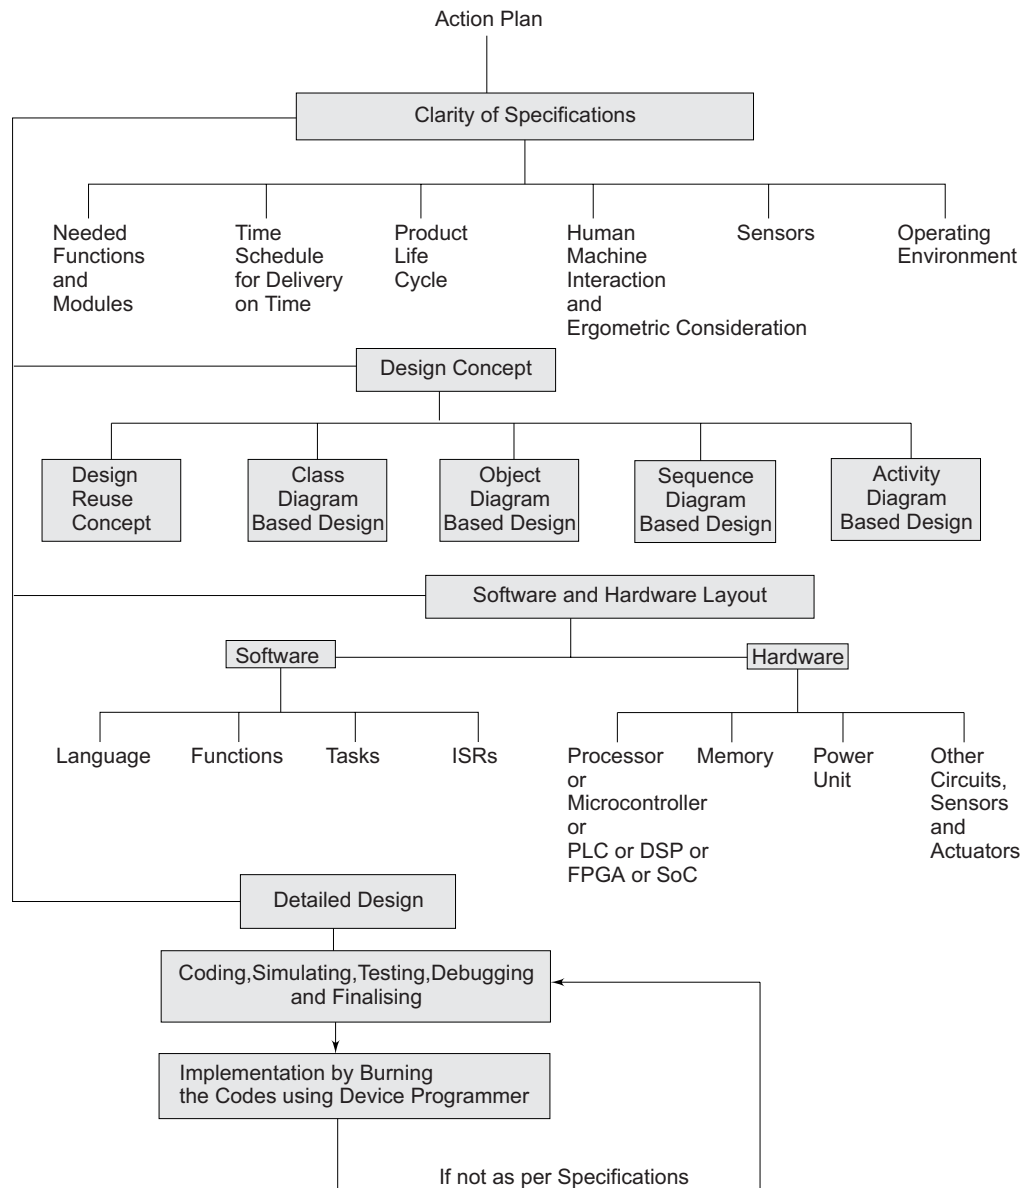 Action Plan
Clarity of Specifications
Needed
Functions
and
Modules
Time
Schedule
for Delivery
on Time
Product
Life
Cycle
Human
Machine
Interaction
and
Ergometric Consideration
Sensors
Operating
Environment
Design Concept
Design
Reuse
Concept
Class
Diagram
Based Design
Object
Diagram
Based Design
Sequence
Diagram
Based Design
Activity
Diagram
Based Design
Software and Hardware Layout
Software
Hardware
Language
Functions
Tasks
ISRs
Processor
or
Microcontroller
or
PLC or DSP or
FPGA or SoC
Memory
Power
Unit
Other
Circuits,
Sensors
and
Actuators
Detailed Design
Coding,Simulating,Testing,Debugging
and Finalising
Implementation by Burning
the Codes using Device Programmer
If not as per Specifications